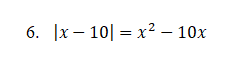 6. |x – 10| = x² – 10x